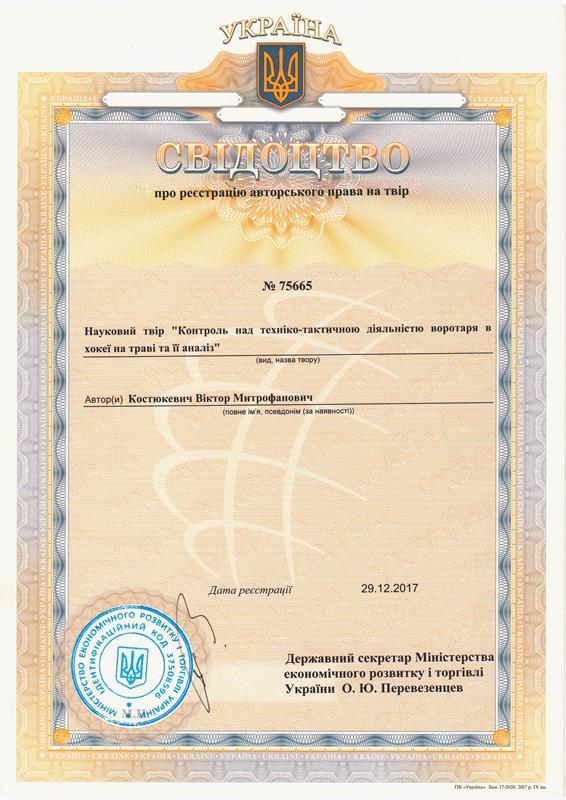 УКРАЇНА
СВІДОЦТВО
про реєстрацію авторського права на твір
№ 75665
Науковий твір "Контроль над техніко-тактичною діяльністю воротаря в
хокеї на траві та її аналіз"
(вид, назва твору)
Автор(и) Костюкевич Віктор Митрофанович
(повне ім'я, псевдонім (за наявності))
Дата реєстрації 29.12.2017
МІНІСТЕРСТВО ЕКОНОМІЧНОГО РОЗВИТКУ І ТОРГІВЛІ УКРАЇНИ
ІДЕНТИФІКАЦІЙНИЙ КОД 37508596
М.П.
Державний секретар Міністерства
економічного розвитку і торгівлі
України О. Ю. Перевезенцев
ПК «Україна». Зам. 17-2020. 2017 р. IV кв.